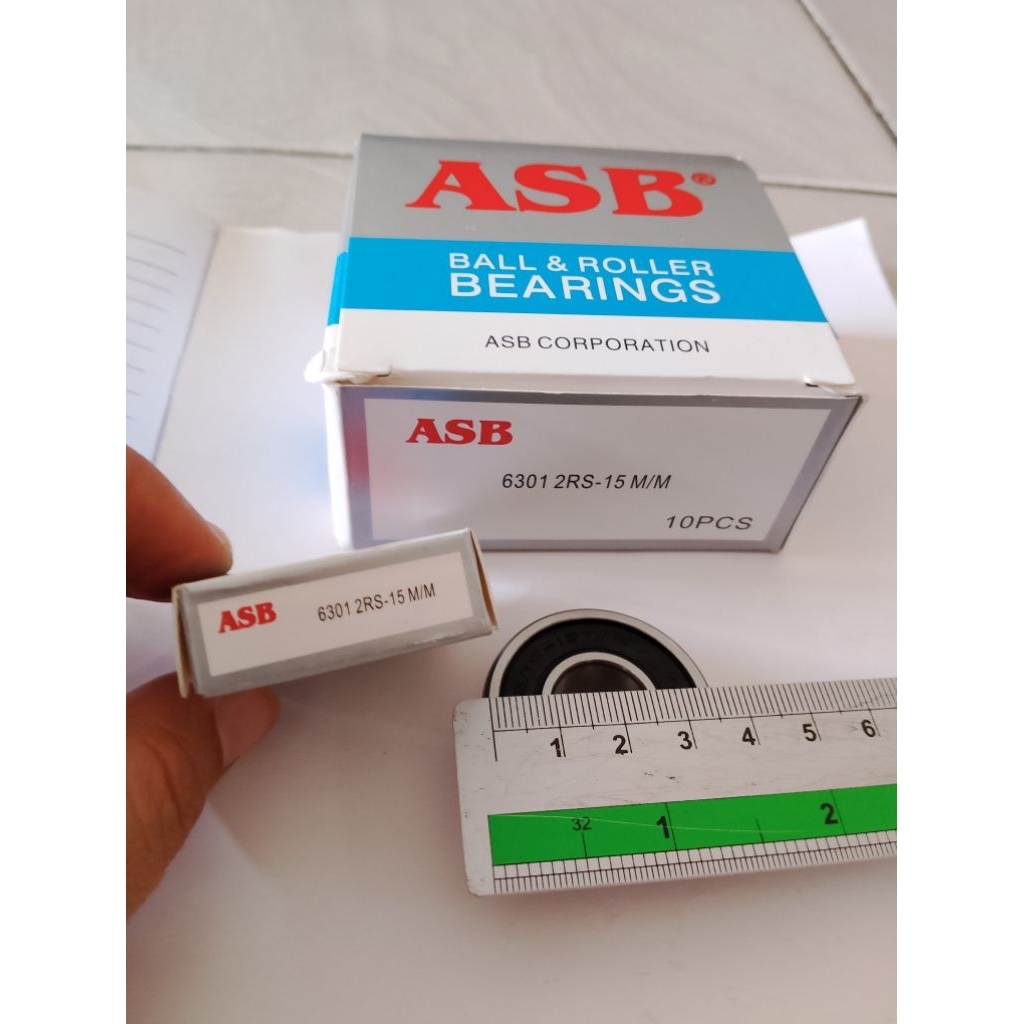 ASB®
BALL & ROLLER
BEARINGS
ASB CORPORATION
ASB
6301 2RS-15 M/M
10PCS
ASB
6301 2RS-15 M/M
1 2 3 4 5 6
32 1 2